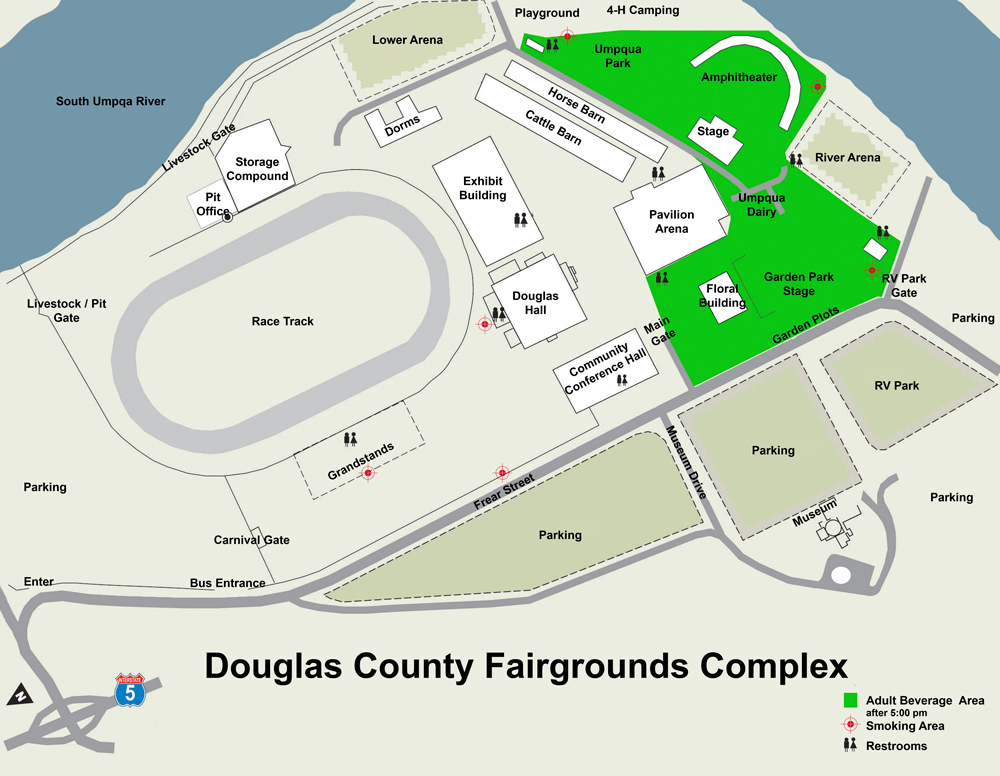 Playground
4-H Camping
Lower Arena
Umpqua
Park
Amphitheater
South Umpqa River
Horse Barn
Cattle Barn
Dorms
Stage
Livestock Gate
Storage
Compound
River Arena
Exhibit
Building
Pit
Office
Umpqua
Dairy
Pavilion
Arena
Livestock / Pit
Gate
Race Track
Douglas
Hall
Floral
Building
Garden Park
Stage
RV Park
Gate
Main
Gate
Garden Plots
Parking
Community
Conference Hall
RV Park
Grandstands
Museum Drive
Parking
Parking
Frear Street
Parking
Museum
Parking
Carnival Gate
Enter
Bus Entrance
Douglas County Fairgrounds Complex
N
INTERSTATE
5
Adult Beverage Area
after 5:00 pm
Smoking Area
Restrooms